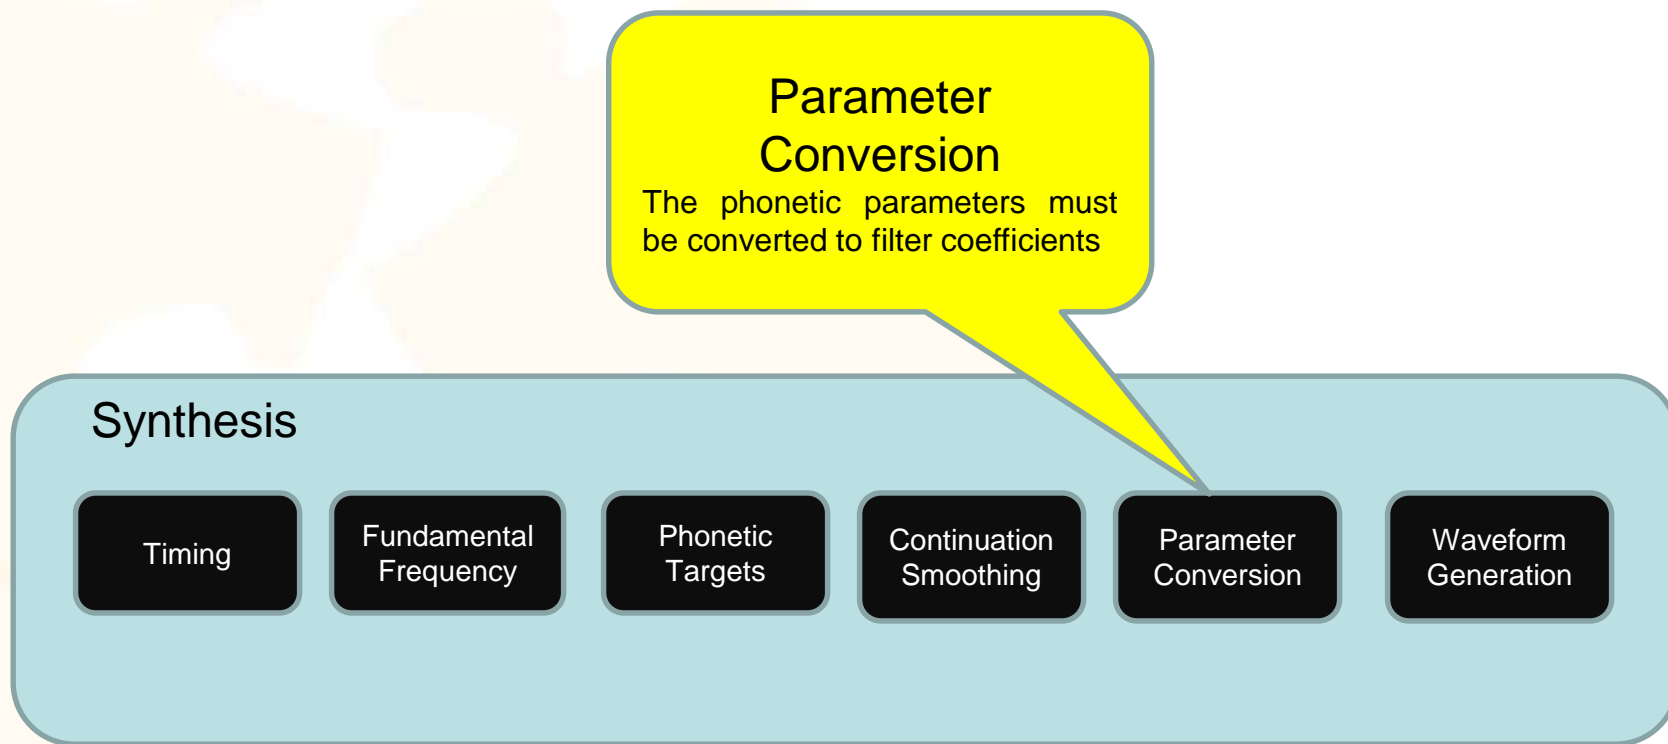 Parameter
Conversion
The phonetic parameters must
be converted to filter coefficients
Synthesis
Timing
Fundamental
Frequency
Phonetic
Targets
Continuation
Smoothing
Parameter
Conversion
Waveform
Generation